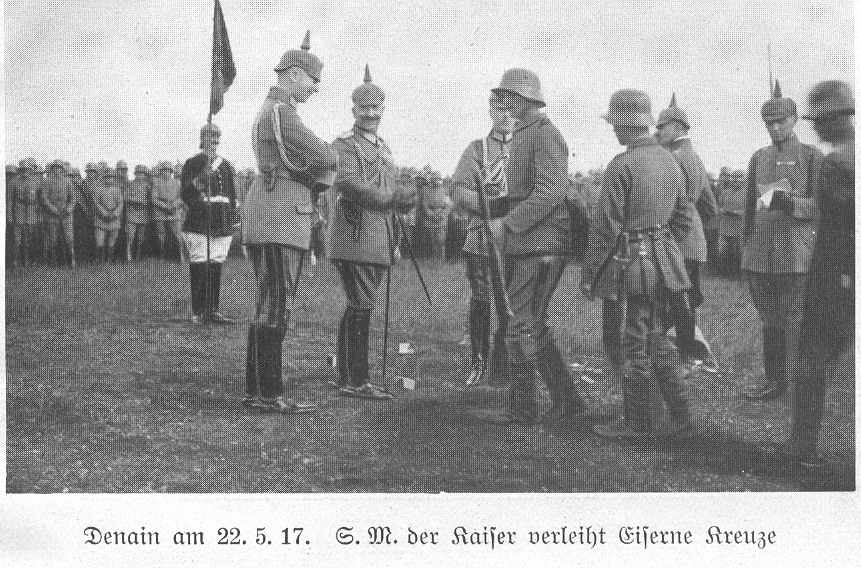 Denain am 22. 5. 17. S. M. der Kaiſer verleiht Eiſerne Kreuze